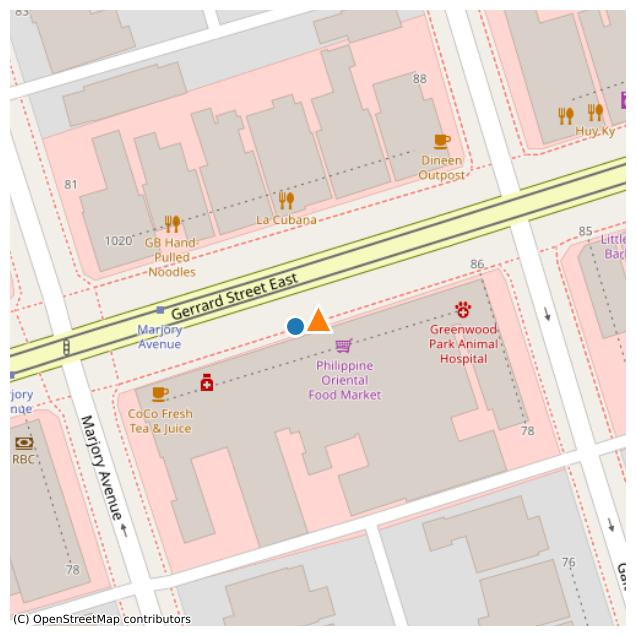 83
88
Huy Ky
Dineen
Outpost
81
La Cubana
1020
GB Hand-
Pulled
Noodles
85
Little
Ba
86
Gerrard Street East
Marjory
Avenue
Greenwood
Park Animal
Hospital
Philippine
Oriental
Food Market
jory
nue
CoCo Fresh
Tea & Juice
RBC
Marjory Avenue
78
78
76
Ga
(C) OpenStreetMap contributors